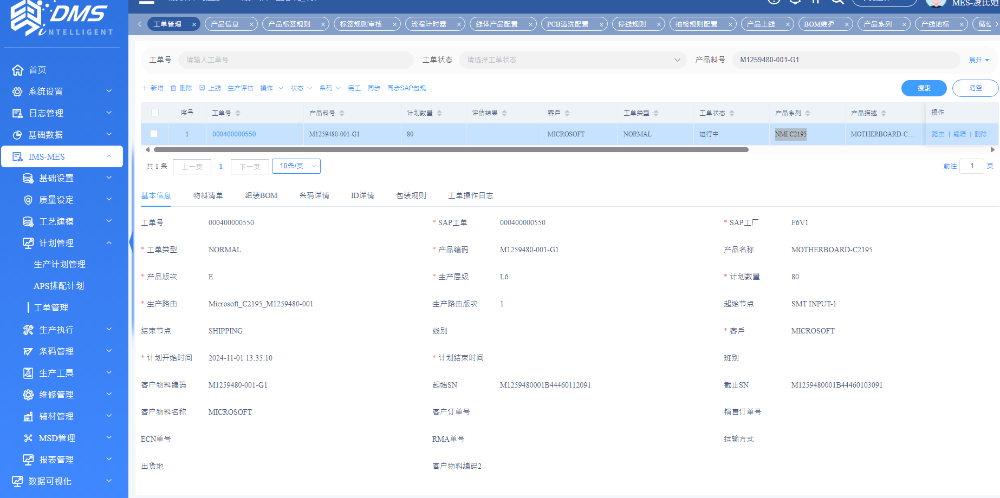 DMS
iNTELLIGENT
首页
系统设置
日志管理
基础数据
IMS-MES
基础设置
质量设定
工艺建模
计划管理
生产计划管理
APS排配计划
工单管理
生产执行
条码管理
生产工具
维修管理
辅材管理
MSD管理
报表管理
数据可视化
MES-凌氏妲
工单管理 × 产品信息 × 产品标签规则 × 标签规则审核 × 流程计时器 × 线体产品配置 × PCB清洗配置 × 停线规则 × 抽检规则配置 × 产品上线 × BOM维护 × 产品系列 × 产线地标 × 储位
工单号 请输入工单号 工单状态 请选择工单状态 产品料号 M1259480-001-G1 展开
新增 删除 上线 生产评估 操作 状态 条码 完工 同步 同步SAP包规 搜索 清空
序号 工单号 产品料号 计划数量 评估结果 客戶 工单类型 工单状态 产品系列 产品描述 操作
1 000400000550 M1259480-001-G1 80 MICROSOFT NORMAL 进行中 NMI C2195 MOTHERBOARD-C... 路由 | 编辑 | 删除
共 1 条 上一页 1 下一页 10条/页 前往 1 页
基本信息 物料清单 组装BOM 条码详情 ID详情 包装规则 工单操作日志
工单号 000400000550 * SAP工单 000400000550 * SAP工厂 F6V1
* 工单类型 NORMAL * 产品编码 M1259480-001-G1 产品名称 MOTHERBOARD-C2195
* 产品版次 E * 生产层级 L6 * 计划数量 80
* 生产路由 Microsoft_C2195_M1259480-001 生产路由版次 1 起始节点 SMT INPUT-1
结束节点 SHIPPING 线别 * 客戶 MICROSOFT
* 计划开始时间 2024-11-01 13:35:10 * 计划结束时间 班别
客户物料编码 M1259480-001-G1 起始SN M1259480001B44460112091 截止SN M1259480001B44460103091
客户物料名称 MICROSOFT 客户订单号 销售订单号
ECN单号 RMA单号 运输方式
出货地 客户物料编码2